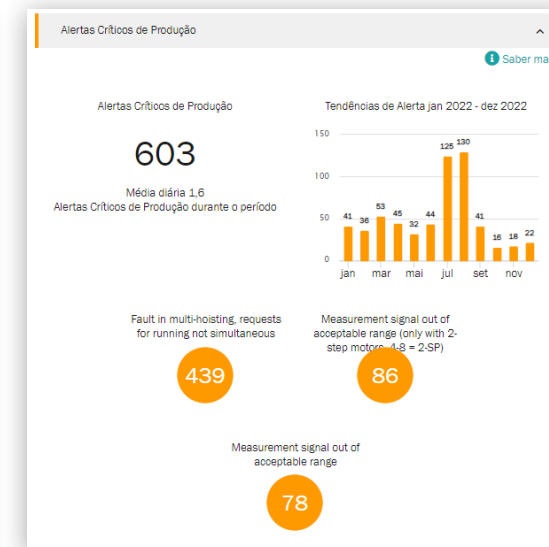 Alertas Críticos de Produção
Saber ma
Alertas Críticos de Produção
603
Média diária 1,6
Alertas Críticos de Produção durante o período
Tendências de Alerta jan 2022 - dez 2022
150
100
50
0
41 36 53 45 32 44 125 130 41 16 18 22
jan mar mai jul set nov
Fault in multi-hoisting, requests
for running not simultaneous
439
Measurement signal out of
acceptable range (only with 2-
step motors, 4-8 = 2-SP)
86
Measurement signal out of
acceptable range
78